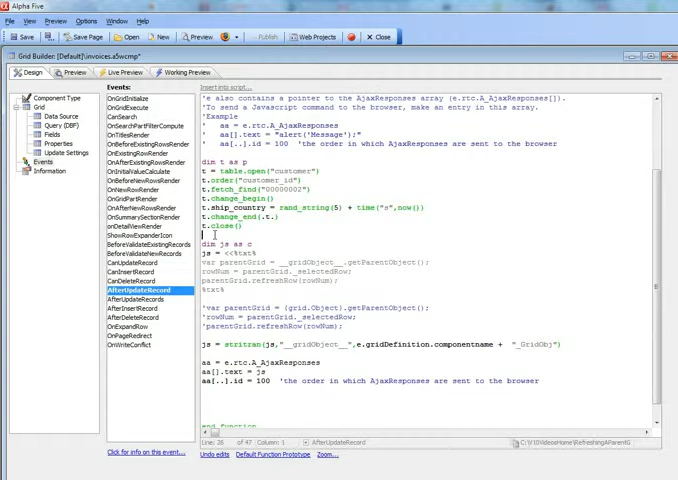 Alpha Five
File View Preview Options Window Help
Save Save Page Open New Preview Publish Web Projects Close
Grid Builder: [Default]\invoices.a5wcmp*
Design Preview Live Preview Working Preview
Component Type
Grid
Data Source
Query (DBF)
Fields
Properties
Update Settings
Events
Information
Events:
OnGridInitialize
OnGridExecute
CanSearch
OnSearchPartFilterCompute
OnTitlesRender
OnBeforeExistingRowsRender
OnExistingRowRender
OnAfterExistingRowsRender
OnInitialValueCalculate
OnBeforeNewRowsRender
OnNewRowRender
OnGridPartRender
OnAfterNewRowsRender
OnSummarySectionRender
onDetailViewRender
ShowRowExpanderIcon
BeforeValidateExistingRecords
BeforeValidateNewRecords
CanUpdateRecord
CanInsertRecord
CanDeleteRecord
AfterUpdateRecord
AfterUpdateRecords
AfterInsertRecord
AfterDeleteRecord
OnExpandRow
OnPageRedirect
OnWriteConflict
Click for info on this event...
Insert into script...
'e also contains a pointer to the AjaxResponses array (e.rtc.A_AjaxResponses[]).
'To send a Javascript command to the browser, make an entry in this array.
'Example
' aa = e.rtc.A_AjaxResponses
' aa[].text = "alert('Message');"
' aa[..].id = 100 'the order in which AjaxResponses are sent to the browser
dim t as p
t = table.open("customer")
t.order("customer_id")
t.fetch_find("00000002")
t.change_begin()
t.ship_country = rand_string(5) + time("s",now())
t.change_end(.t.)
t.close()
dim js as c
js = <<%txt%
var parentGrid = __gridObject__.getParentObject();
rowNum = parentGrid._selectedRow;
parentGrid.refreshRow(rowNum);
%txt%
'var parentGrid = {grid.Object}.getParentObject();
'rowNum = parentGrid._selectedRow;
'parentGrid.refreshRow(rowNum);
js = stritran(js,"__gridObject__",e.gridDefinition.componentname + "_GridObj")
aa = e.rtc.A_AjaxResponses
aa[].text = js
aa[..].id = 100 'the order in which AjaxResponses are sent to the browser
end function
Line: 26 of 47 Column: 1 AfterUpdateRecord C:\V10VideosHome\RefreshingAParentG
Undo edits Default Function Prototype Zoom...